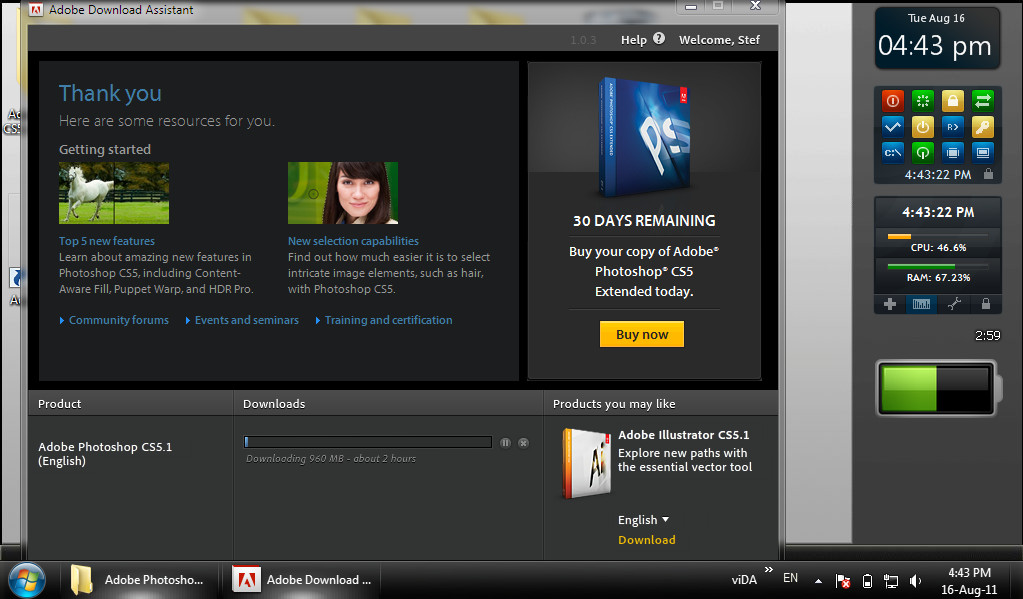 Adobe Download Assistant
1.0.3
Help ?
Welcome, Stef
Thank you
Here are some resources for you.
Getting started
Top 5 new features
Learn about amazing new features in
Photoshop CS5, including Content-
Aware Fill, Puppet Warp, and HDR Pro.
New selection capabilities
Find out how much easier it is to select
intricate image elements, such as hair,
with Photoshop CS5.
Community forums
Events and seminars
Training and certification
Ps
30 DAYS REMAINING
Buy your copy of Adobe®
Photoshop® CS5
Extended today.
Buy now
Product
Downloads
Products you may like
Adobe Photoshop CS5.1
(English)
Downloading 960 MB - about 2 hours
Ai
Adobe Illustrator CS5.1
Explore new paths with
the essential vector tool
English
Download
Tue Aug 16
04:43 pm
R>
C:\
4:43:22 PM
4:43:22 PM
CPU: 46.6%
RAM: 67.23%
2:59
Adobe Photosho...
Adobe Download ...
viDA
»
EN
4:43 PM
16-Aug-11